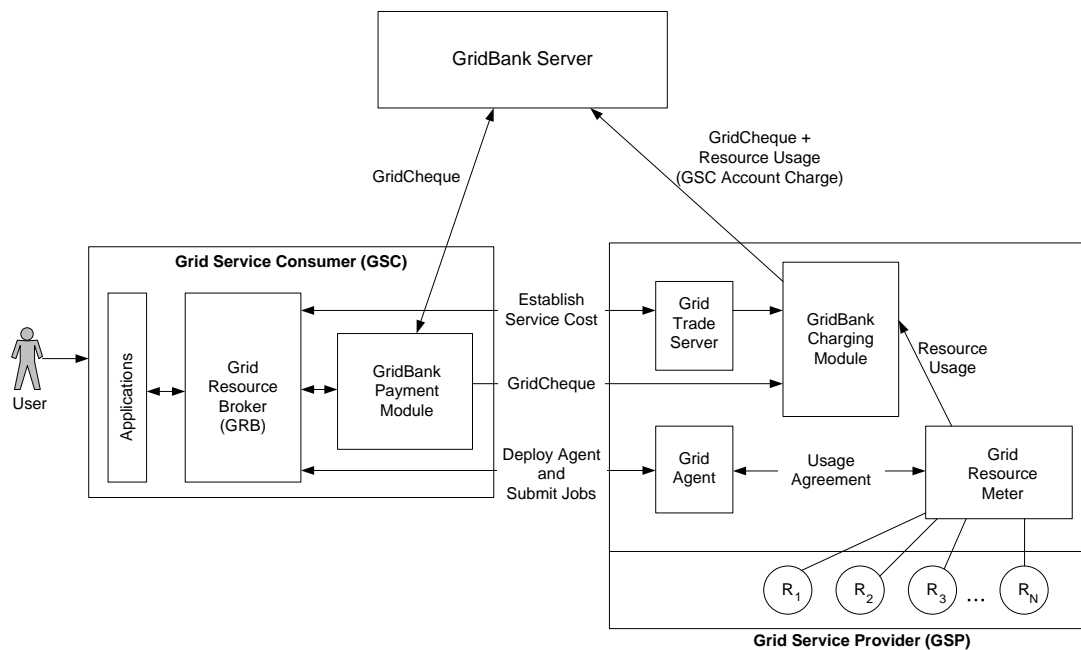 GridBank Server
GridCheque +
Resource Usage
(GSC Account Charge)
GridCheque
Grid Service Consumer (GSC)
User
Applications
Grid
Resource
Broker
(GRB)
GridBank
Payment
Module
Establish
Service Cost
GridCheque
Deploy Agent
and
Submit Jobs
Grid
Trade
Server
GridBank
Charging
Module
Resource
Usage
Grid
Agent
Usage
Agreement
Grid
Resource
Meter
R1
R2
R3
...
RN
Grid Service Provider (GSP)